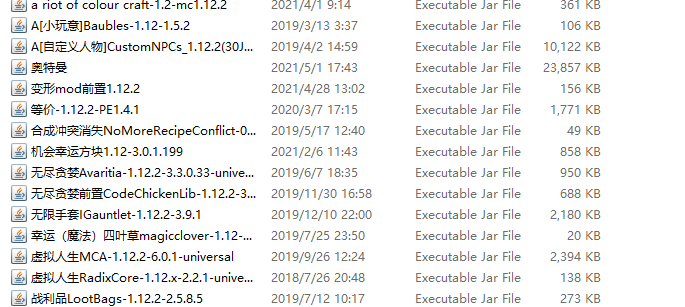 a riot of colour craft-1.2-mc1.12.2 2021/4/1 9:14 Executable Jar File 361 KB
A[小玩意]Baubles-1.12-1.5.2 2019/3/13 3:37 Executable Jar File 106 KB
A[自定义人物]CustomNPCs_1.12.2(30J... 2019/4/2 14:59 Executable Jar File 10,122 KB
奥特曼 2021/5/1 17:43 Executable Jar File 23,857 KB
变形mod前置1.12.2 2021/4/28 13:02 Executable Jar File 156 KB
等价-1.12.2-PE1.4.1 2020/3/7 17:15 Executable Jar File 1,771 KB
合成冲突消失NoMoreRecipeConflict-0... 2019/5/17 12:40 Executable Jar File 49 KB
机会幸运方块1.12-3.0.1.199 2021/2/6 11:43 Executable Jar File 858 KB
无尽贪婪Avaritia-1.12.2-3.3.0.33-unive... 2019/6/7 18:35 Executable Jar File 950 KB
无尽贪婪前置CodeChickenLib-1.12.2-3... 2019/11/30 16:58 Executable Jar File 688 KB
无限手套IGauntlet-1.12.2-3.9.1 2019/12/10 22:00 Executable Jar File 2,180 KB
幸运（魔法）四叶草magicclover-1.12-... 2019/7/25 23:50 Executable Jar File 20 KB
虚拟人生MCA-1.12.2-6.0.1-universal 2019/9/26 12:24 Executable Jar File 2,394 KB
虚拟人生RadixCore-1.12.x-2.2.1-unive... 2018/7/26 20:48 Executable Jar File 138 KB
战利品LootBags-1.12.2-2.5.8.5 2019/7/12 10:17 Executable Jar File 273 KB